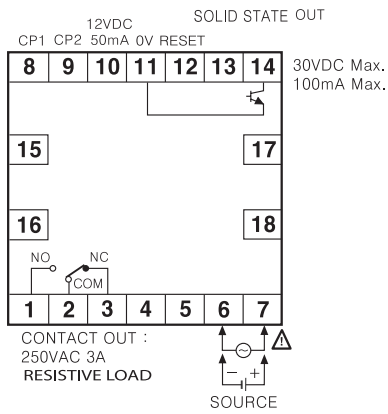 SOLID STATE OUT
12VDC
CP1 CP2 50mA 0V RESET
8 9 10 11 12 13 14
30VDC Max.
100mA Max.
15 17
16 18
NO NC
COM
1 2 3 4 5 6 7
CONTACT OUT :
250VAC 3A
RESISTIVE LOAD
− +
SOURCE